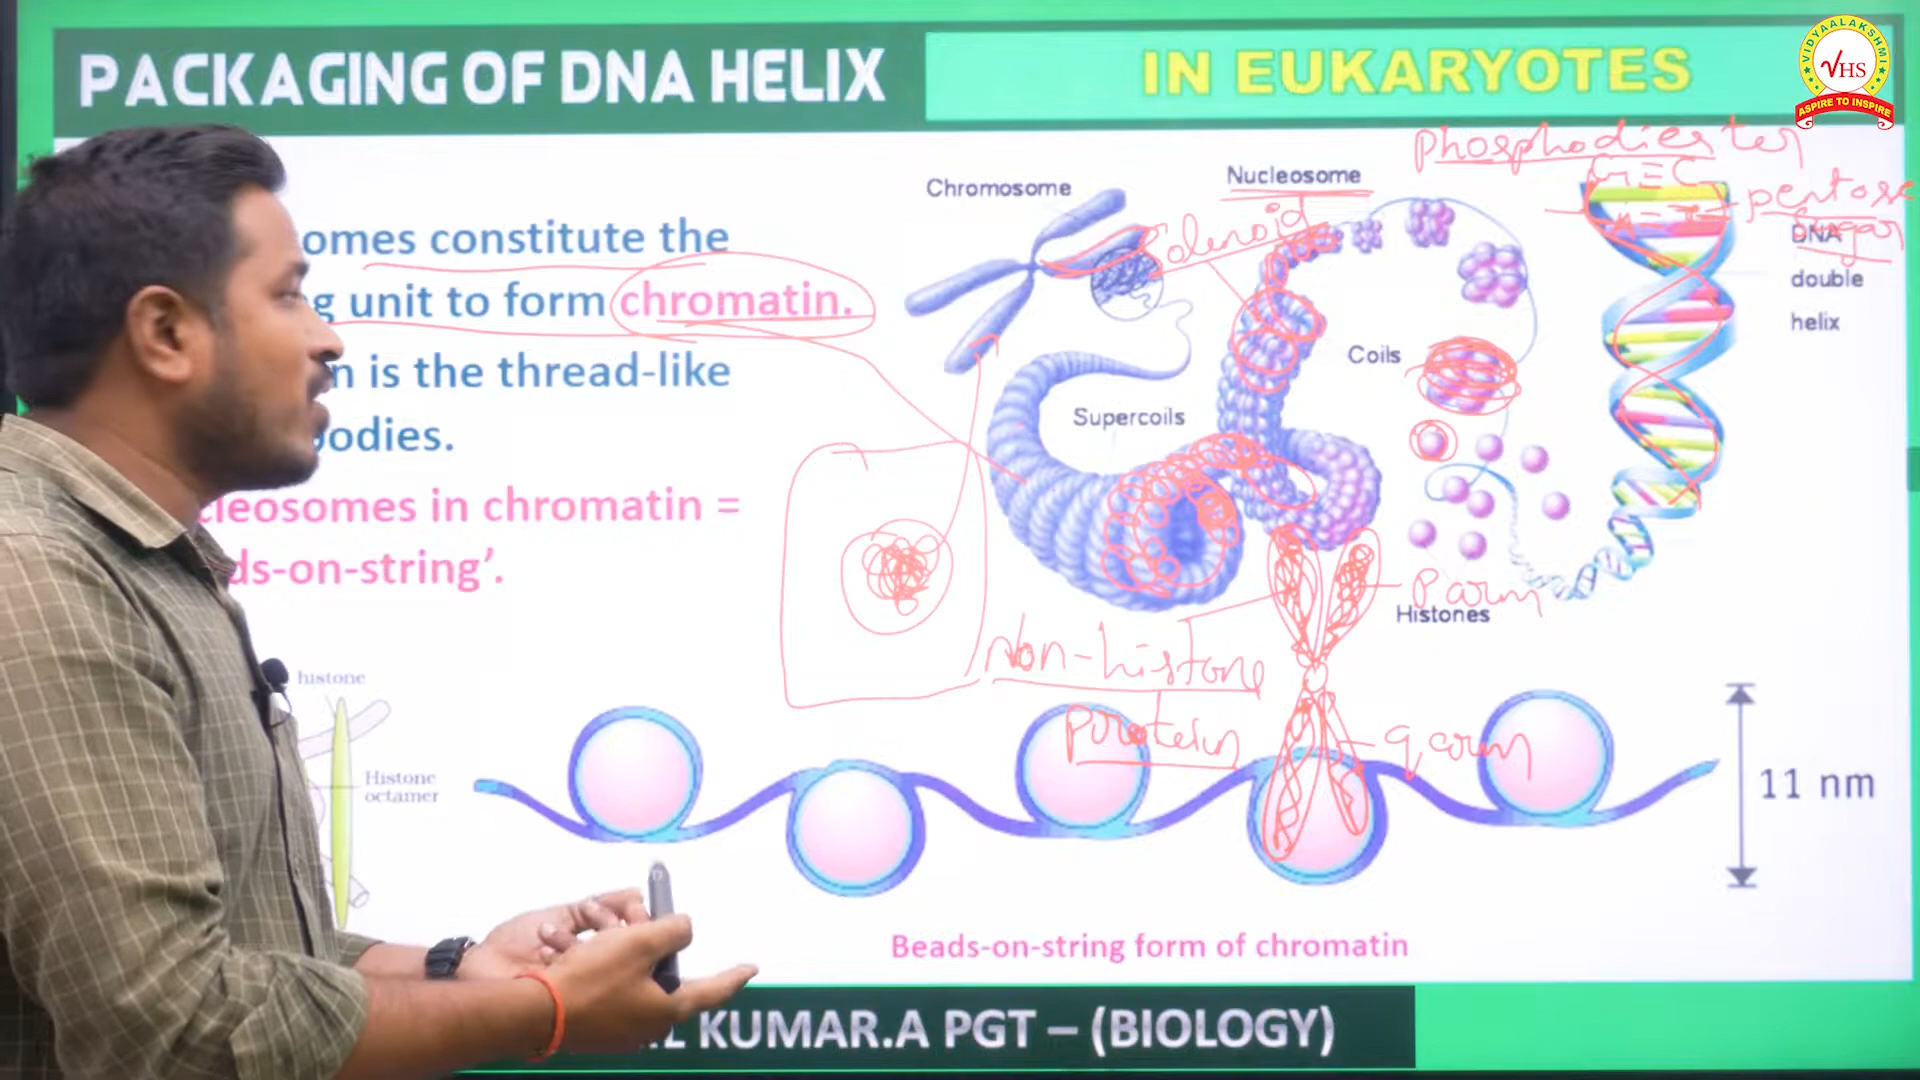 PACKAGING OF DNA HELIX
IN EUKARYOTES
VIDYAALAKSHMI
VHS
ASPIRE TO INSPIRE
omes constitute the
g unit to form chromatin.
n is the thread-like
bodies.
cleosomes in chromatin =
ds-on-string’.
Chromosome
Nucleosome
Solenoid
Phosphodiester
G≡C
A=T
pentose
sugar
DNA
double
helix
Coils
Supercoils
Histones
P arm
Non-histone
protein
q arm
histone
Histone
octamer
11 nm
Beads-on-string form of chromatin
KUMAR.A PGT – (BIOLOGY)